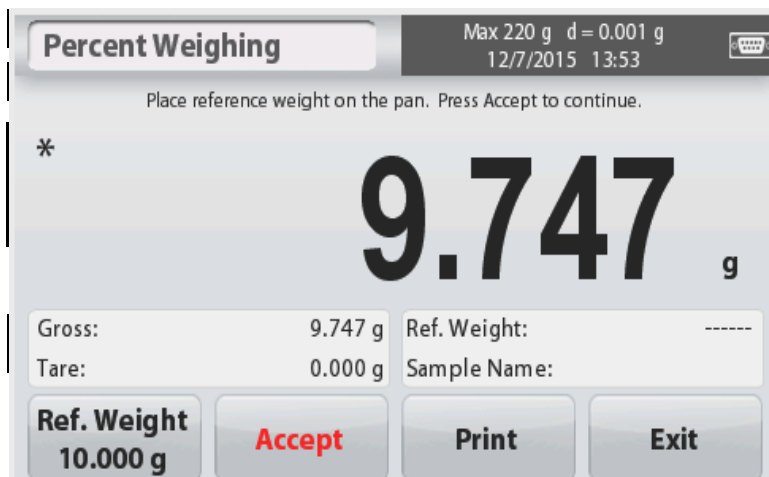 Percent Weighing
Max 220 g d = 0.001 g
12/7/2015 13:53
Place reference weight on the pan. Press Accept to continue.
*
9.747 g
Gross: 9.747 g
Tare: 0.000 g
Ref. Weight: ------
Sample Name:
Ref. Weight
10.000 g
Accept
Print
Exit